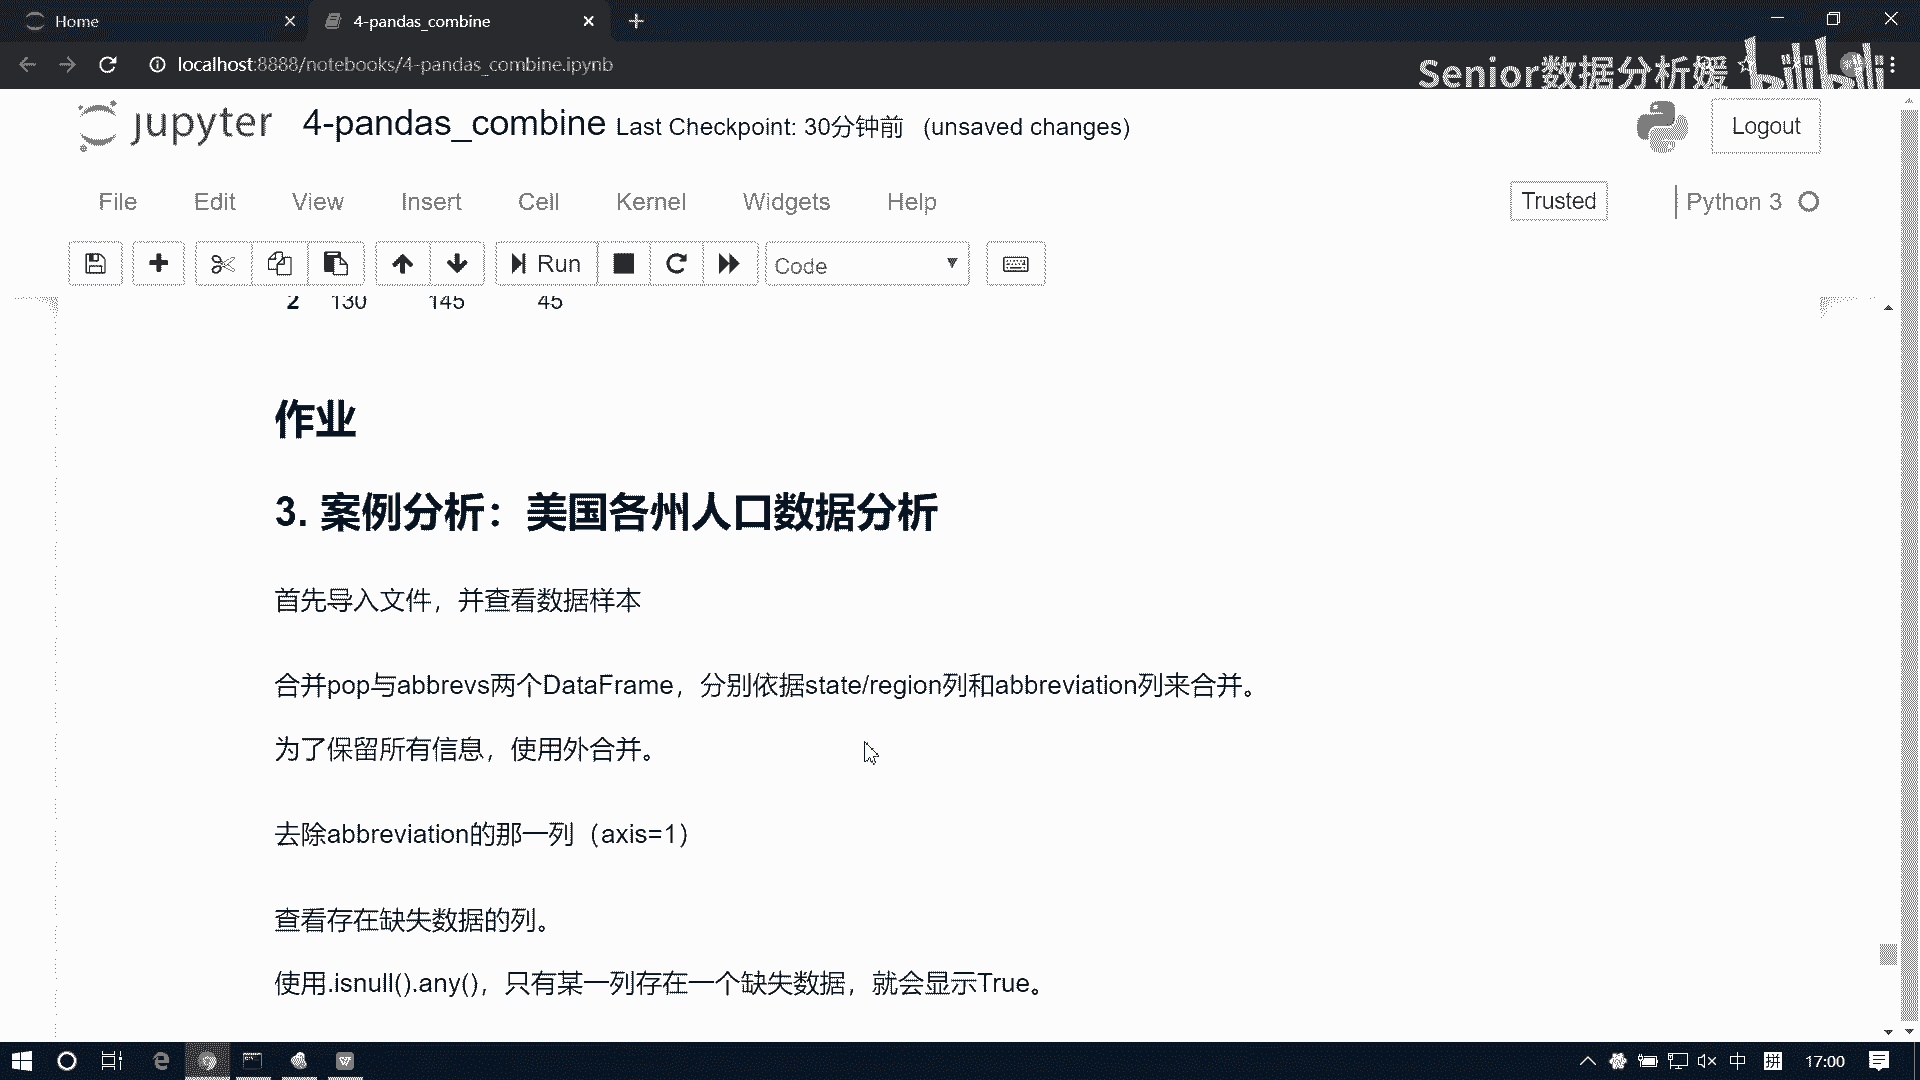 Home
4-pandas_combine
localhost:8888/notebooks/4-pandas_combine.ipynb
Senior数据分析媛
bilibili
jupyter 4-pandas_combine Last Checkpoint: 30分钟前 (unsaved changes)
Logout
File Edit View Insert Cell Kernel Widgets Help
Trusted
Python 3
Run
Code
2 130 145 45
作业
3. 案例分析：美国各州人口数据分析
首先导入文件，并查看数据样本
合并pop与abbrevs两个DataFrame，分别依据state/region列和abbreviation列来合并。
为了保留所有信息，使用外合并。
去除abbreviation的那一列（axis=1）
查看存在缺失数据的列。
使用.isnull().any()，只有某一列存在一个缺失数据，就会显示True。
中
拼
17:00